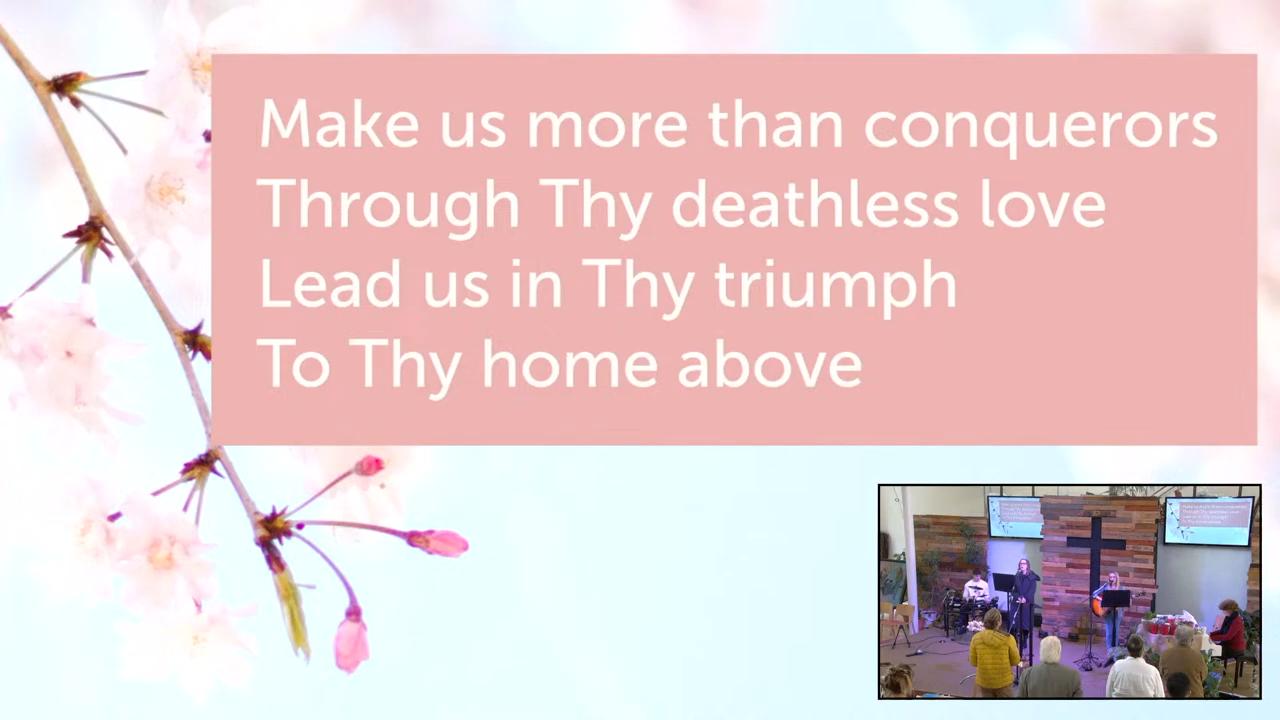 Make us more than conquerors
Through Thy deathless love
Lead us in Thy triumph
To Thy home above